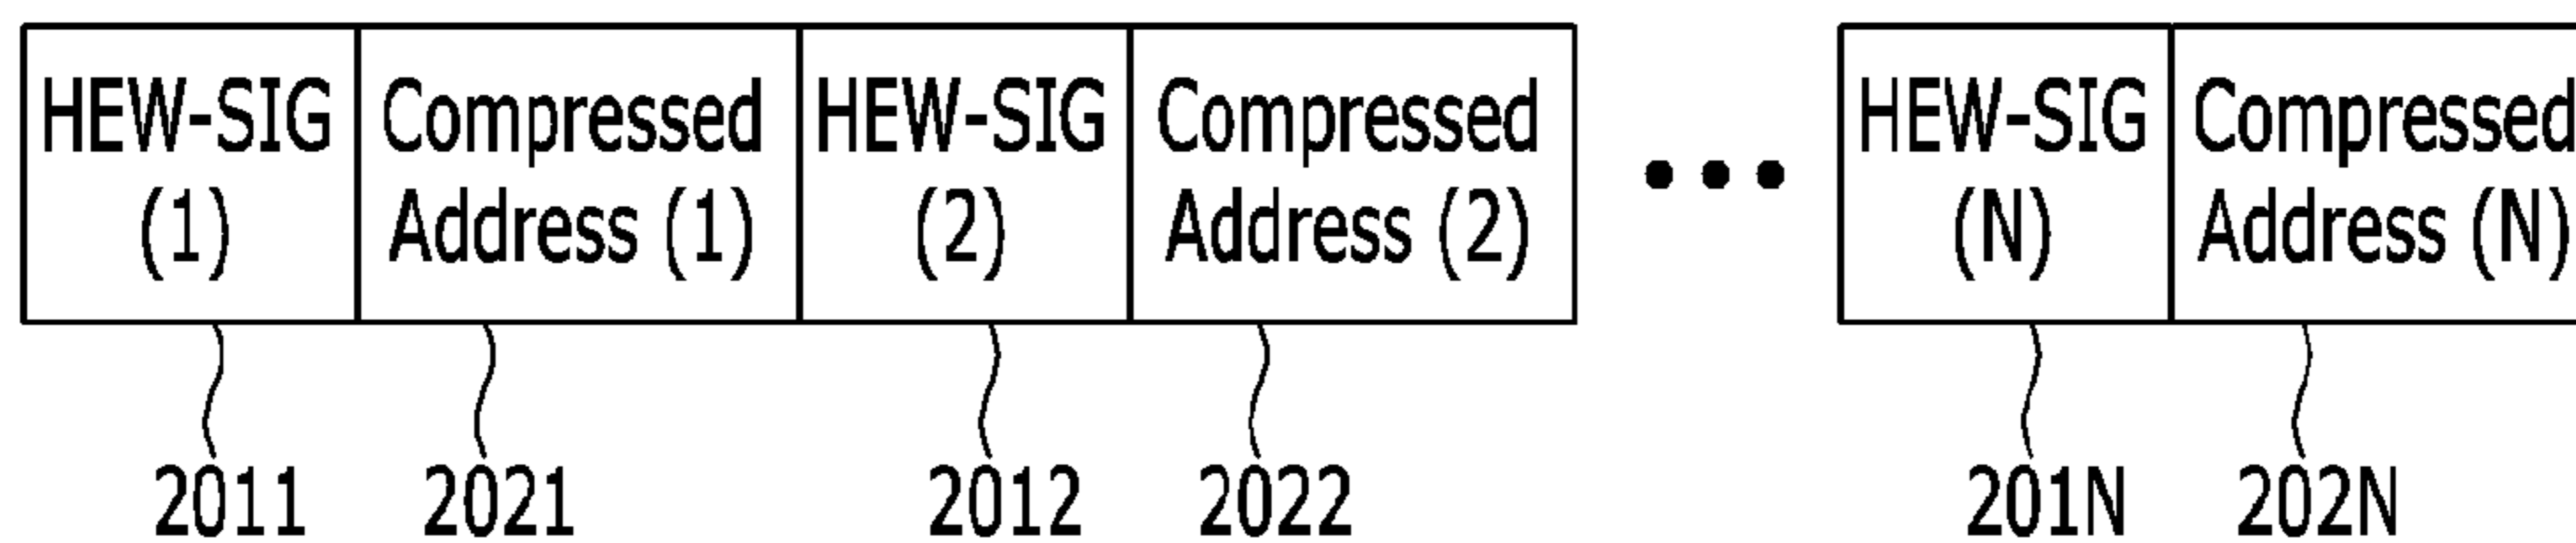 HEW-SIG
(1)
Compressed
Address (1)
HEW-SIG
(2)
Compressed
Address (2)
HEW-SIG
(N)
Compressed
Address (N)
2011
2021
2012
2022
201N
202N